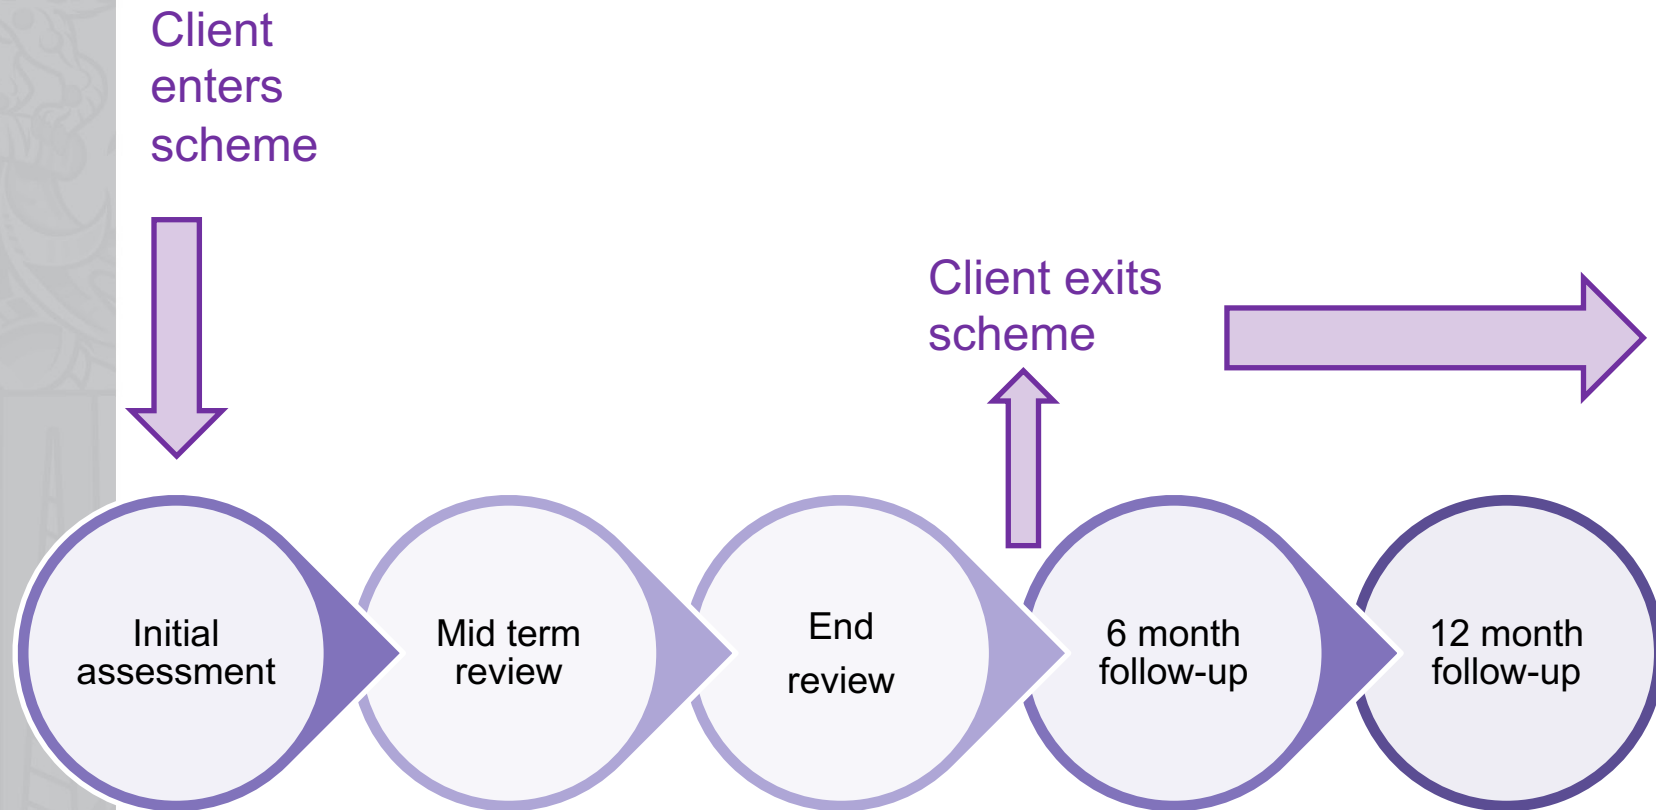 Client
enters
scheme
Client exits
scheme
Initial
assessment
Mid term
review
End
review
6 month
follow-up
12 month
follow-up